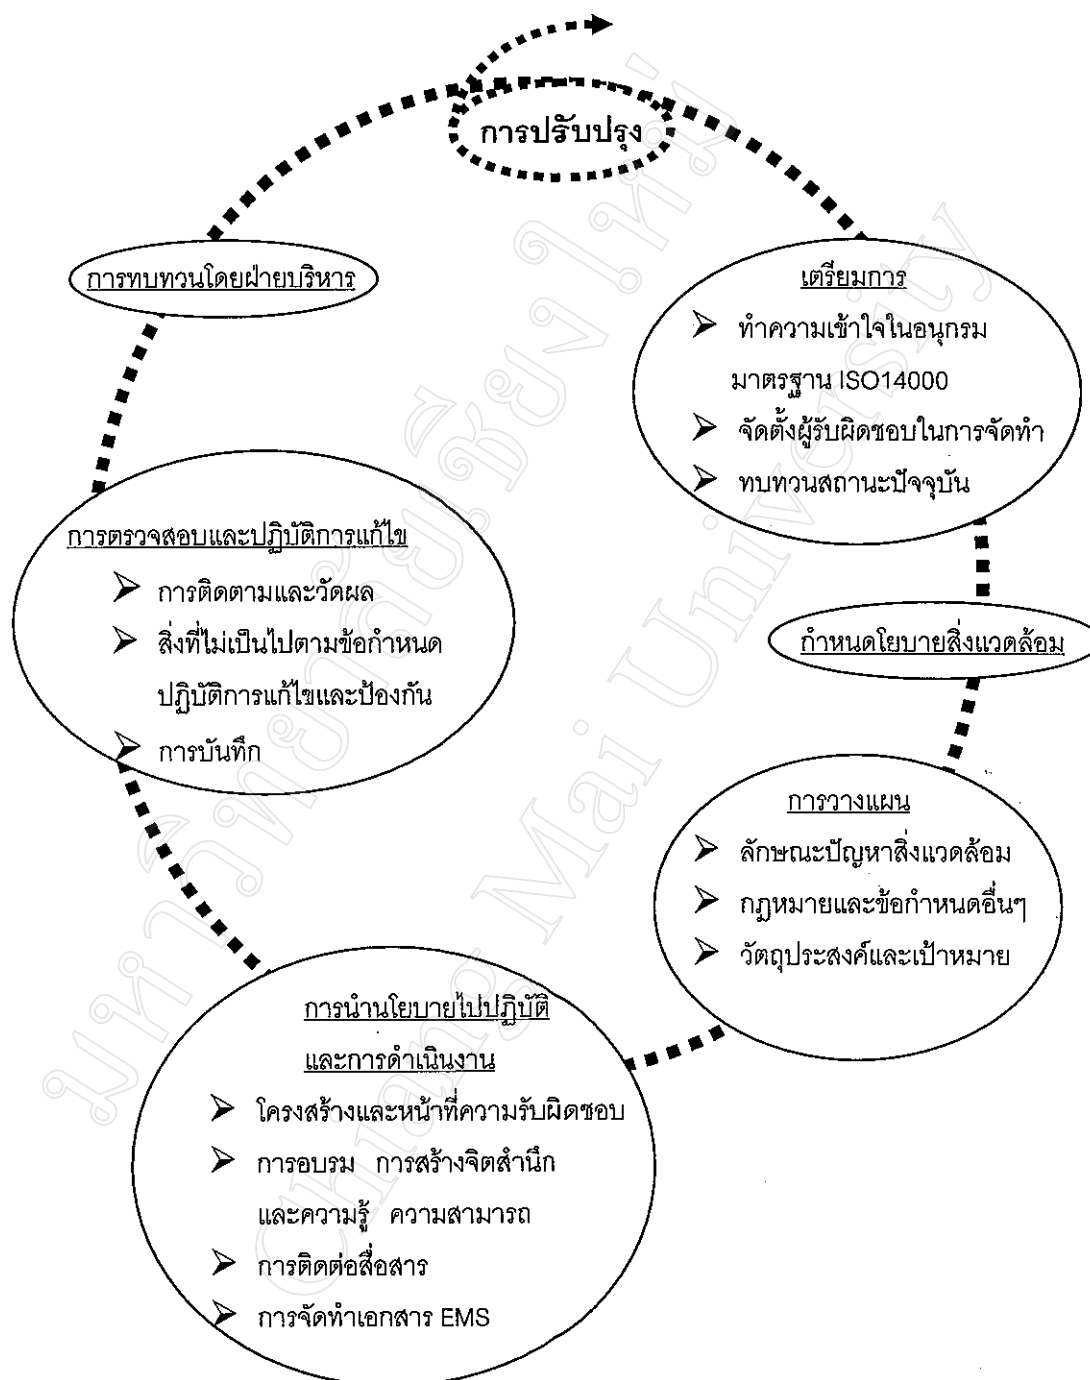 การปรับปรุง
การทบทวนโดยฝ่ายบริหาร
เตรียมการ
ทำความเข้าใจในอนุกรม
มาตรฐาน ISO14000
จัดตั้งผู้รับผิดชอบในการจัดทำ
ทบทวนสถานะปัจจุบัน
กำหนดโยบายสิ่งแวดล้อม
การวางแผน
ลักษณะปัญหาสิ่งแวดล้อม
กฎหมายและข้อกำหนดอื่นๆ
วัตถุประสงค์และเป้าหมาย
การนำนโยบายไปปฏิบัติ
และการดำเนินงาน
โครงสร้างและหน้าที่ความรับผิดชอบ
การอบรม การสร้างจิตสำนึก
และความรู้ ความสามารถ
การติดต่อสื่อสาร
การจัดทำเอกสาร EMS
การตรวจสอบและปฏิบัติการแก้ไข
การติดตามและวัดผล
สิ่งที่ไม่เป็นไปตามข้อกำหนด
ปฏิบัติการแก้ไขและป้องกัน
การบันทึก
มหาวิทยาลัยเชียงใหม่
Chiang Mai University